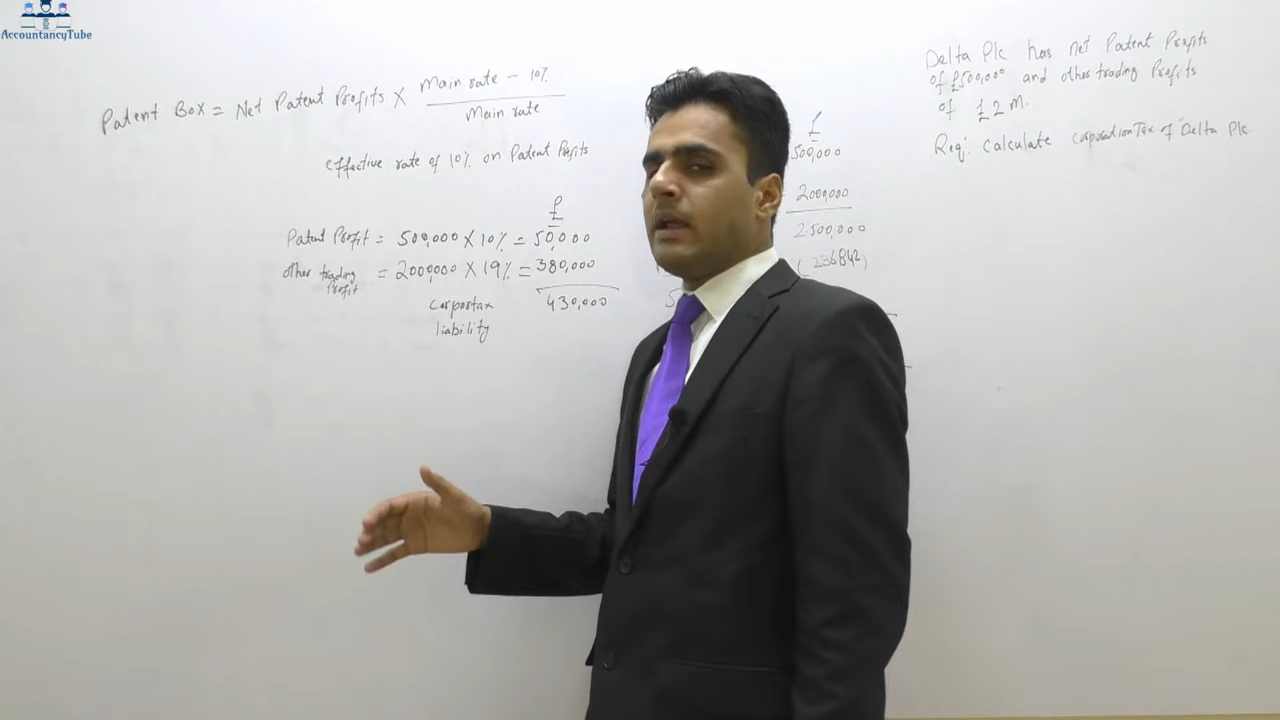 AccountancyTube
Patent Box = Net Patent Profits X Main rate - 10%
Main rate
effective rate of 10% on Patent Profits
£
Patent Profit = 500,000 X 10% = 50,000
other trading Profit = 2000,000 X 19% = 380,000
corpostax 430,000
liability
£
500,000
2000,000
2,500,000
(236842)
5
Delta Plc has net Patent Profits
of £500,000 and other trading Profits
of £2m.
Req: Calculate corporation Tax of Delta Plc